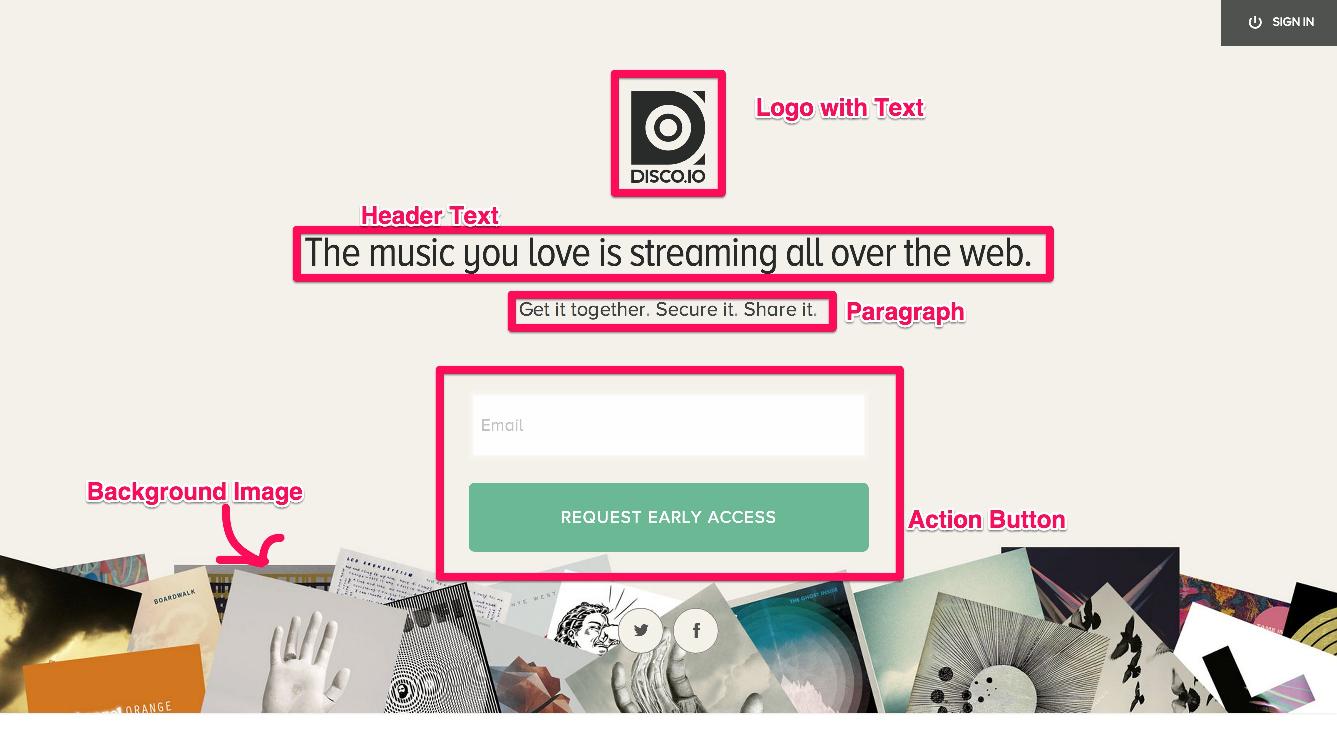 SIGN IN
Logo with Text
DISCO.IO
Header Text
The music you love is streaming all over the web.
Get it together. Secure it. Share it.
Paragraph
Email
Background Image
REQUEST EARLY ACCESS
Action Button
BOARDWALK
THE GHOST INSIDE
ORANGE